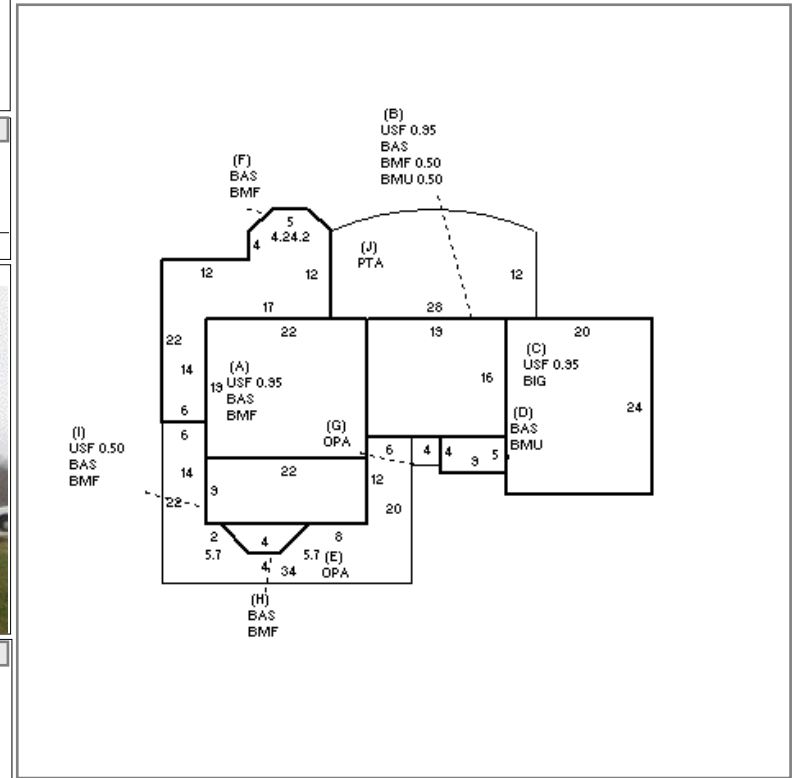 (B)
USF 0.95
BAS
BMF 0.50
BMU 0.50
(F)
BAS
BMF
5
4.24.2
4
(J)
PTA
12
12
12
17
28
22
19
20
22
14
19
(A)
USF 0.95
BAS
BMF
16
(C)
USF 0.95
BIG
24
6
(G)
OPA
(D)
BAS
BMU
(I)
USF 0.50
BAS
BMF
6
6
4
4
9
5
14
22
12
22
9
20
2
4
8
5.7
5.7
(E)
OPA
4
34
(H)
BAS
BMF